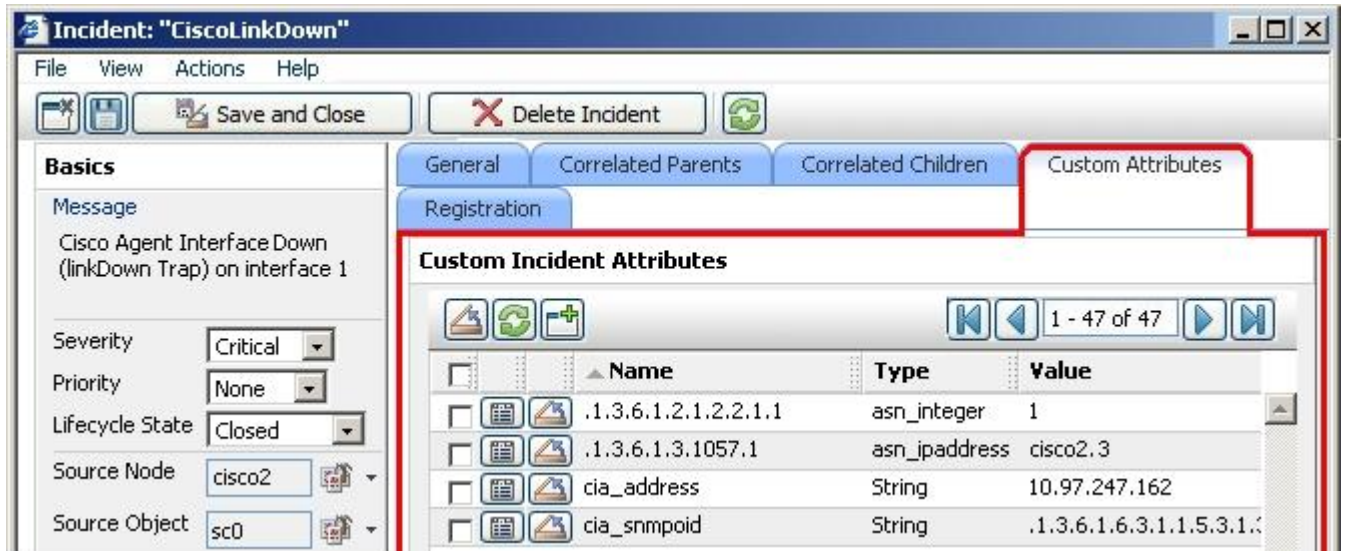 Incident: "CiscoLinkDown"
File View Actions Help
Save and Close Delete Incident
Basics
General Correlated Parents Correlated Children Custom Attributes
Registration
Message
Cisco Agent Interface Down
(linkDown Trap) on interface 1
Severity Critical
Priority None
Lifecycle State Closed
Source Node cisco2
Source Object sc0
Custom Incident Attributes
1 - 47 of 47
Name Type Value
.1.3.6.1.2.1.2.2.1.1 asn_integer 1
.1.3.6.1.3.1057.1 asn_ipaddress cisco2.3
cia_address String 10.97.247.162
cia_snmpoid String .1.3.6.1.6.3.1.1.5.3.1.3